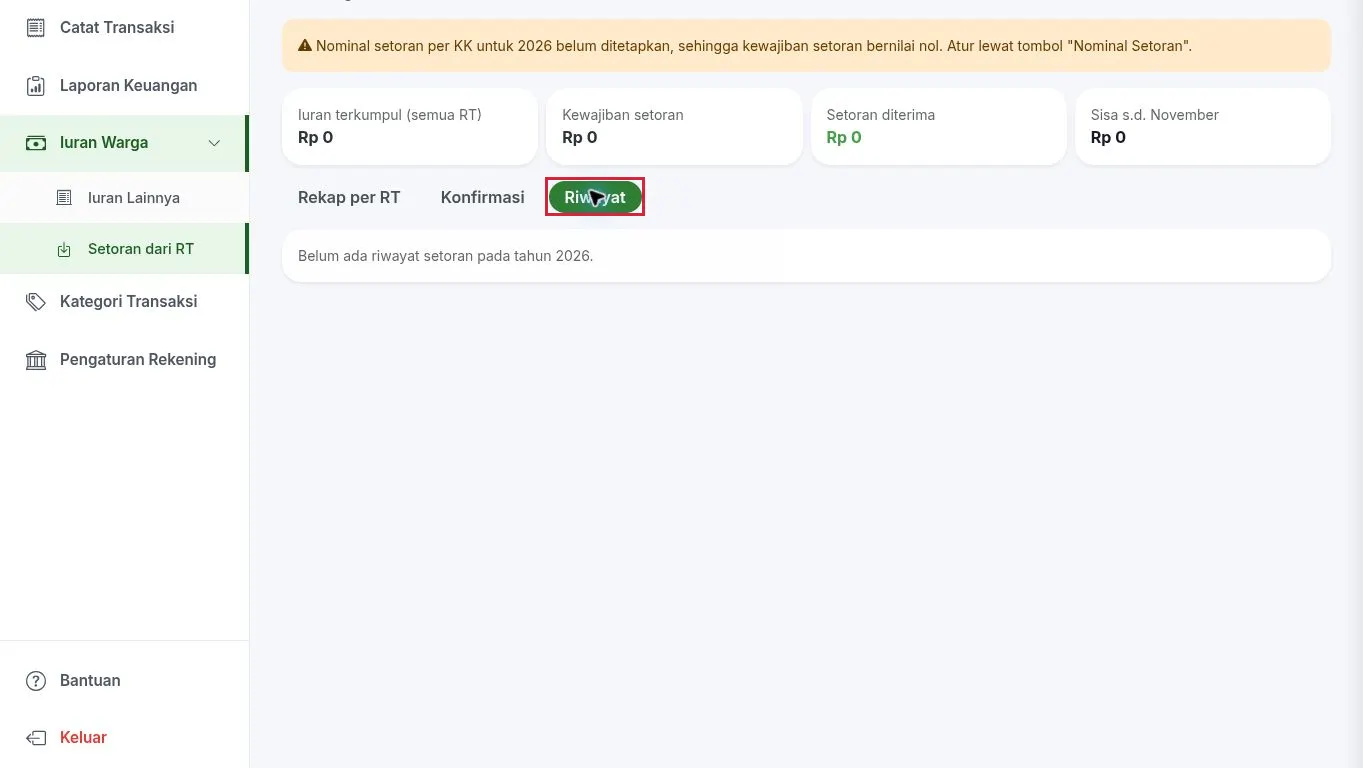 Catat Transaksi
Laporan Keuangan
Iuran Warga
Iuran Lainnya
Setoran dari RT
Kategori Transaksi
Pengaturan Rekening
Bantuan
Keluar
Nominal setoran per KK untuk 2026 belum ditetapkan, sehingga kewajiban setoran bernilai nol. Atur lewat tombol "Nominal Setoran".
Iuran terkumpul (semua RT)
Rp 0
Kewajiban setoran
Rp 0
Setoran diterima
Rp 0
Sisa s.d. November
Rp 0
Rekap per RT
Konfirmasi
Riwayat
Belum ada riwayat setoran pada tahun 2026.